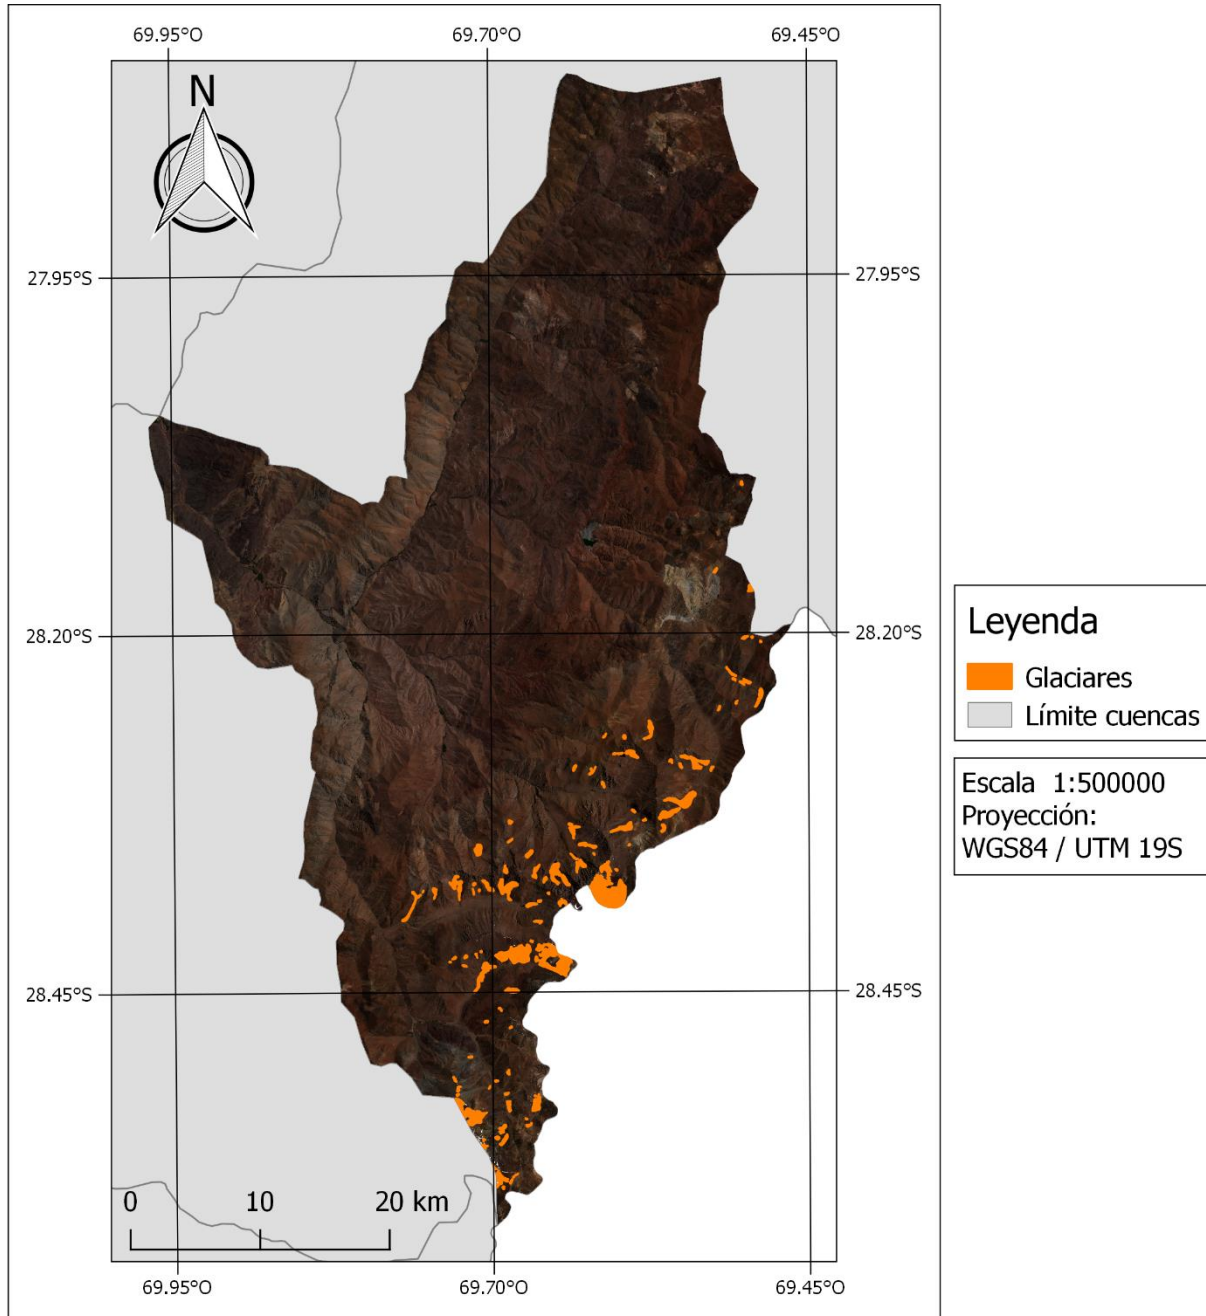 69.95°O 69.70°O 69.45°O
N
27.95°S 27.95°S
28.20°S 28.20°S
28.45°S 28.45°S
0 10 20 km
69.95°O 69.70°O 69.45°O
Leyenda
Glaciares
Límite cuencas
Escala 1:500000
Proyección:
WGS84 / UTM 19S